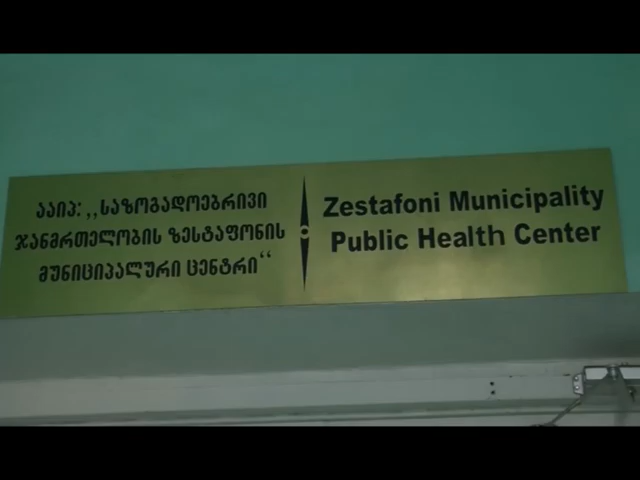 ააიპ: „საზოგადოებრივი
ჯანმრთელობის ზესტაფონის
მუნიციპალური ცენტრი“
Zestafoni Municipality
Public Health Center